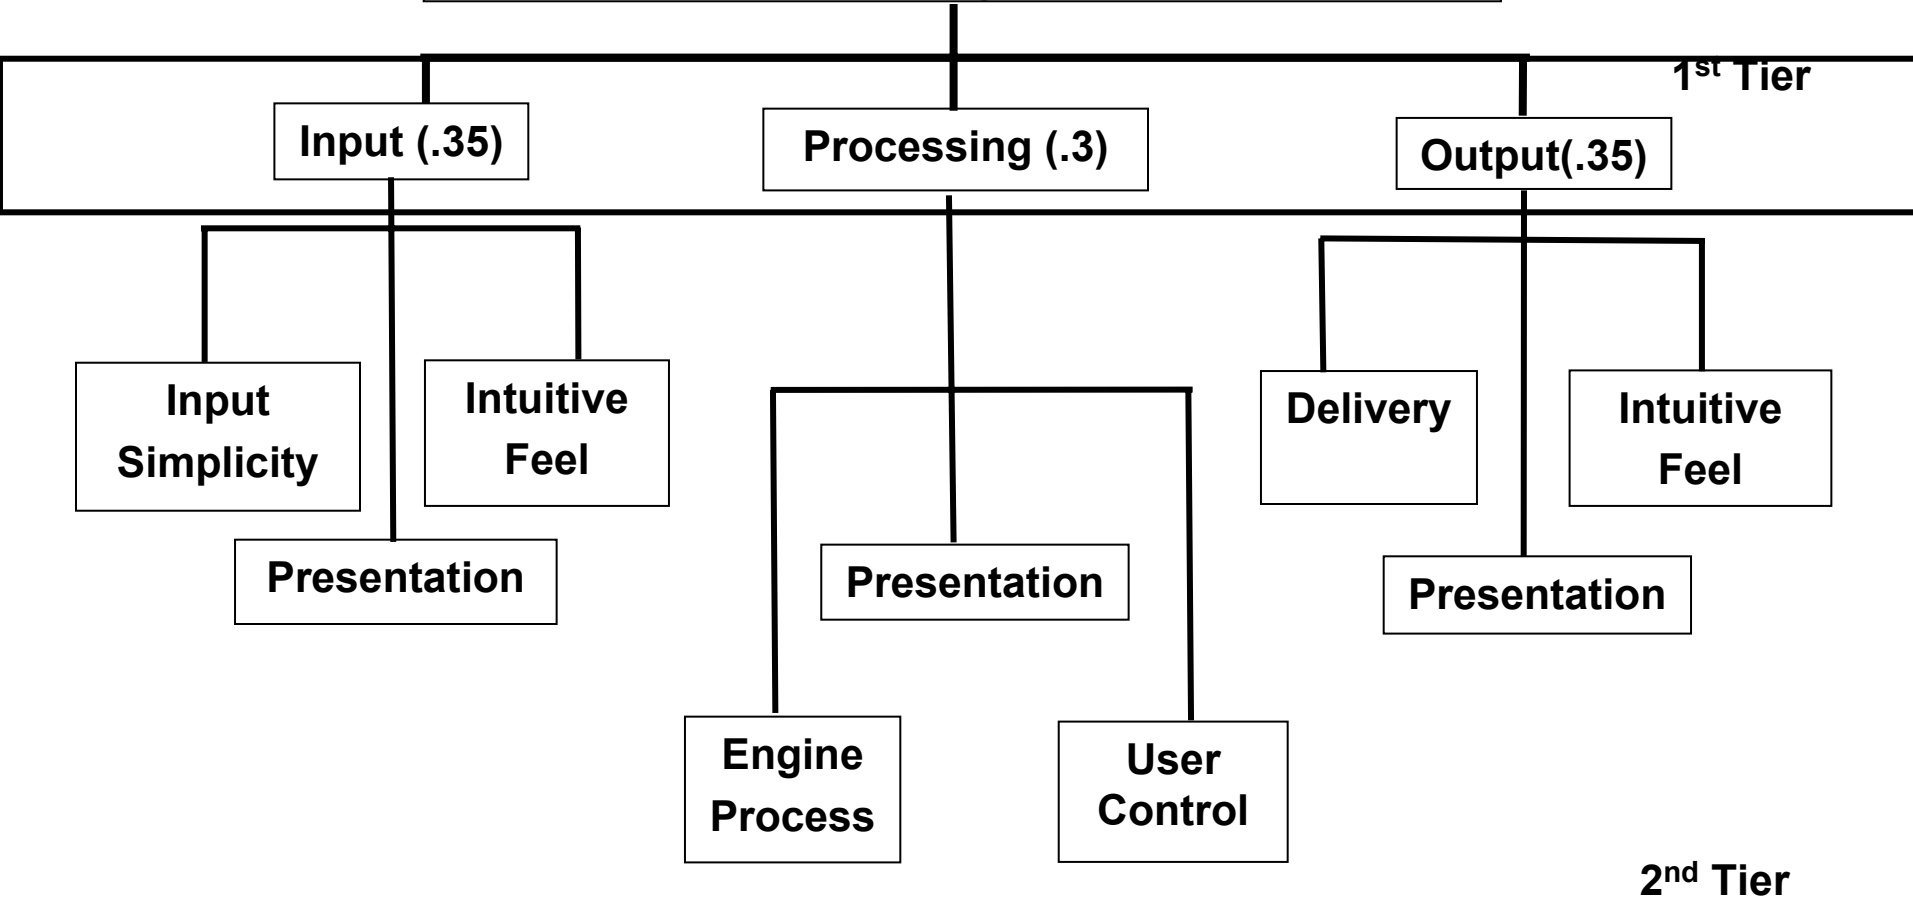 1st Tier
Input (.35)
Processing (.3)
Output(.35)
Input
Simplicity
Intuitive
Feel
Presentation
Presentation
Engine
Process
User
Control
Delivery
Intuitive
Feel
Presentation
2nd Tier